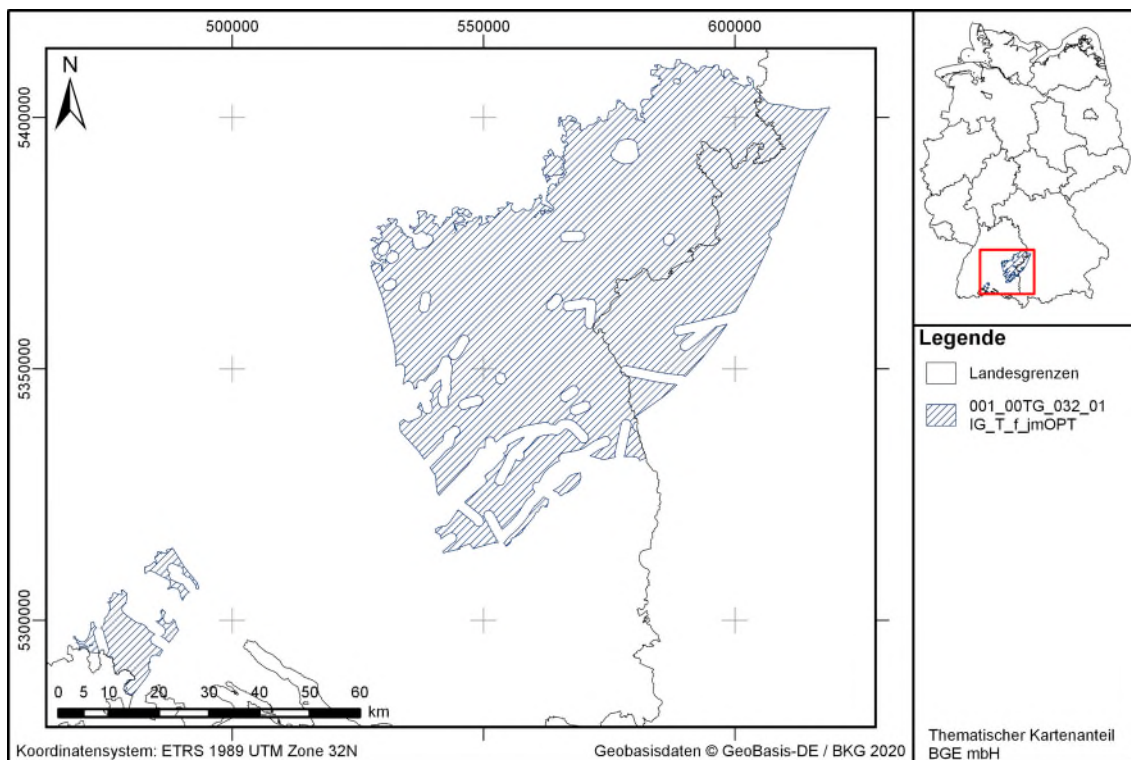 500000 550000 600000
N
5400000
5350000
5300000
0 5 10 20 30 40 50 60
km
Koordinatensystem: ETRS 1989 UTM Zone 32N
Geobasisdaten © GeoBasis-DE / BKG 2020
Legende
Landesgrenzen
001_00TG_032_01
IG_T_f_jmOPT
Thematischer Kartenanteil
BGE mbH